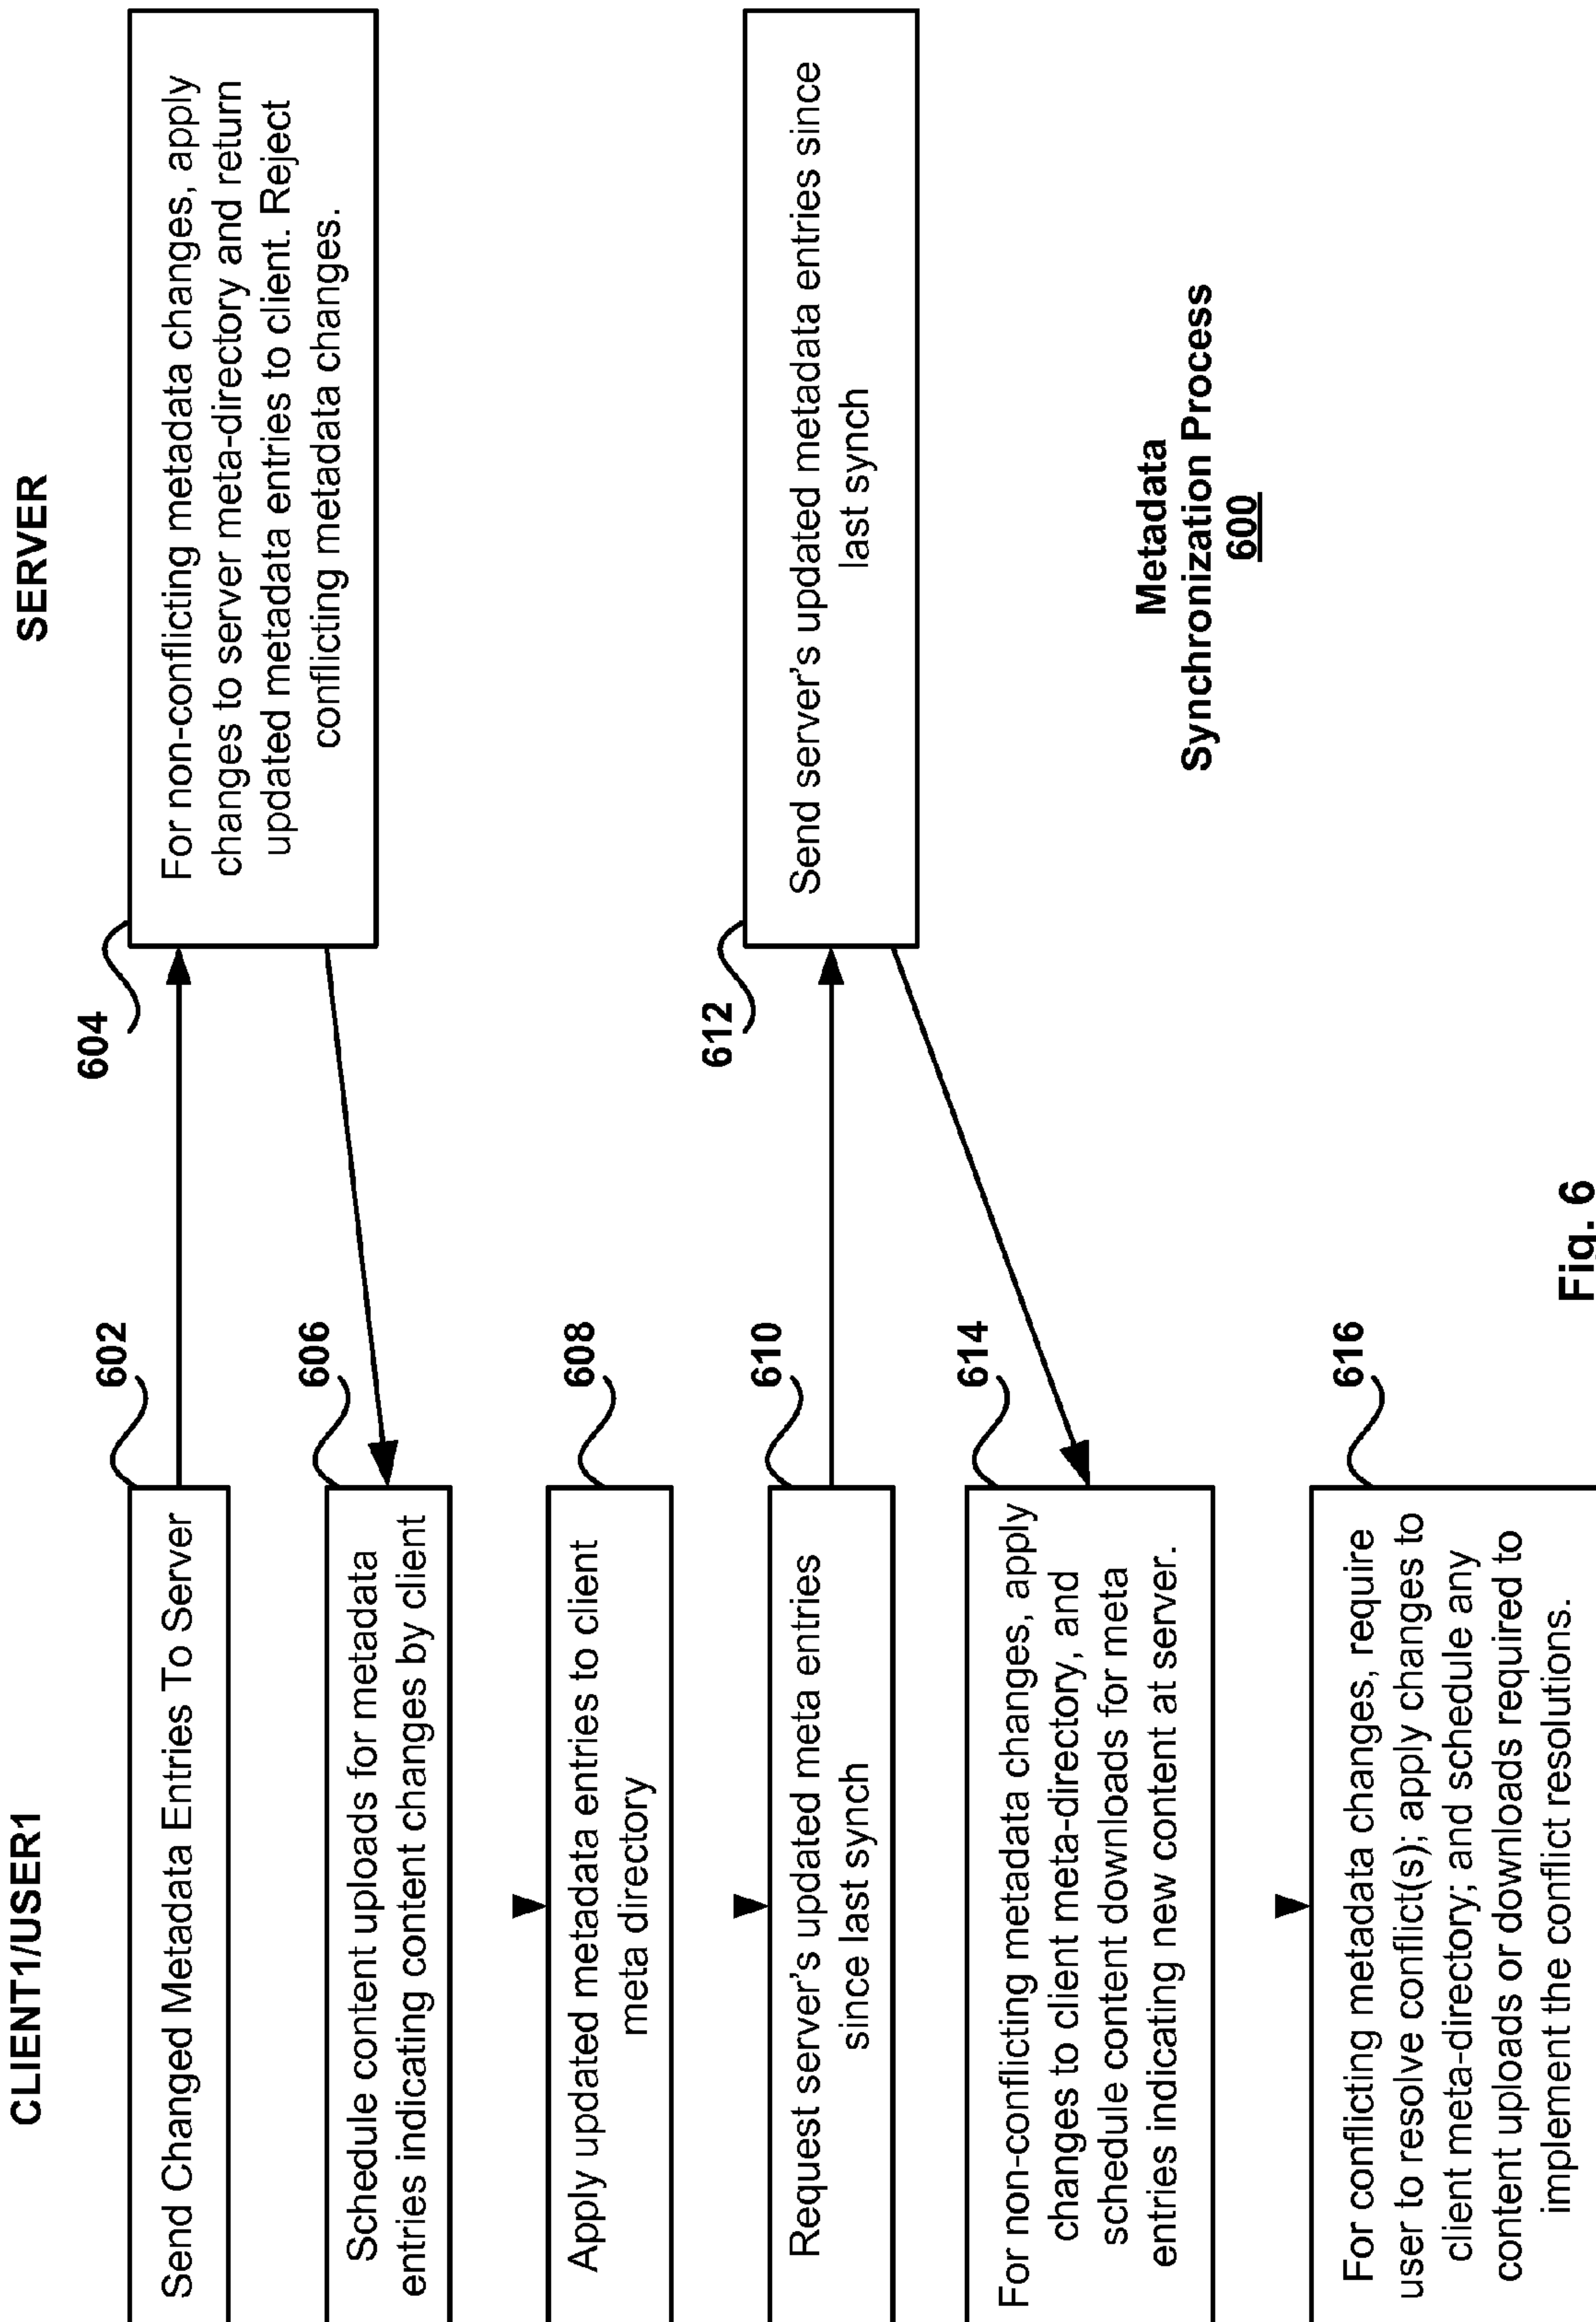 CLIENT1/USER1
SERVER
602
Send Changed Metadata Entries To Server
604
For non-conflicting metadata changes, apply
changes to server meta-directory and return
updated metadata entries to client. Reject
conflicting metadata changes.
606
Schedule content uploads for metadata
entries indicating content changes by client
608
Apply updated metadata entries to client
meta directory
610
Request server's updated meta entries
since last synch
612
Send server's updated metadata entries since
last synch
614
For non-conflicting metadata changes, apply
changes to client meta-directory, and
schedule content downloads for meta
entries indicating new content at server.
616
For conflicting metadata changes, require
user to resolve conflict(s); apply changes to
client meta-directory; and schedule any
content uploads or downloads required to
implement the conflict resolutions.
Metadata
Synchronization Process
600
Fig. 6